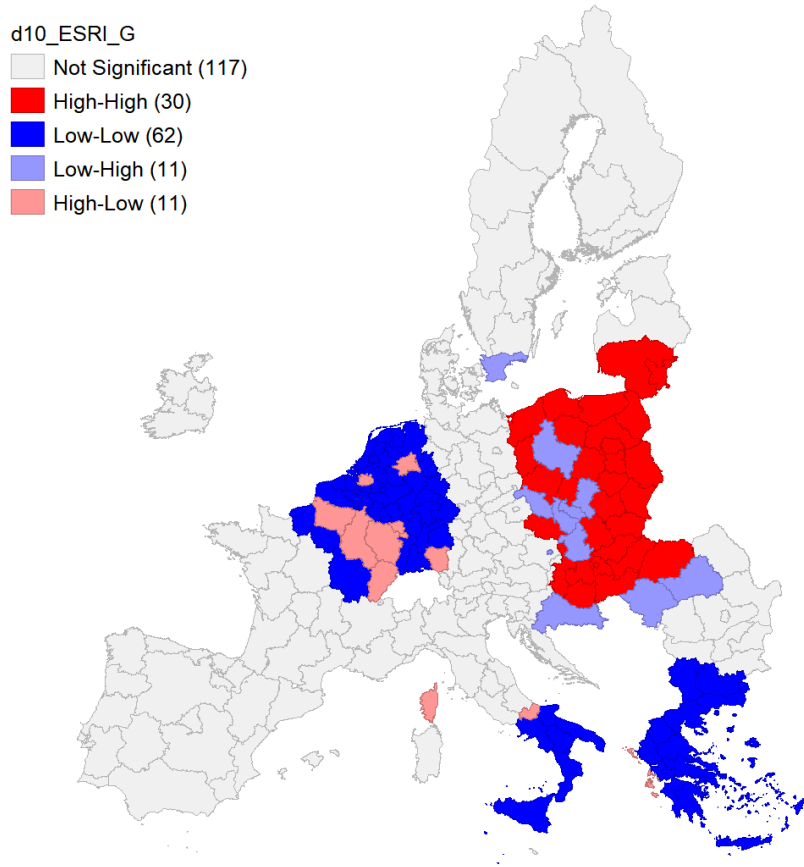 d10_ESRI_G
Not Significant (117)
High-High (30)
Low-Low (62)
Low-High (11)
High-Low (11)